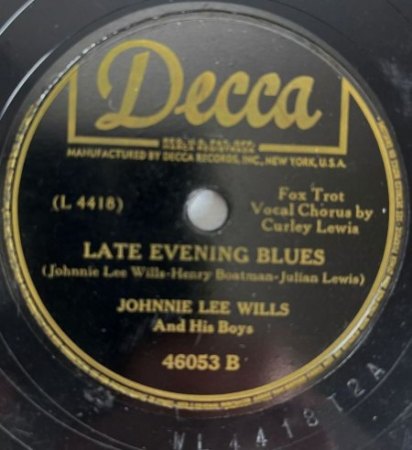 Decca
MANUFACTURED BY DECCA RECORDS, INC., NEW YORK, U.S.A.
(L 4418)
Fox Trot
Vocal Chorus by
Curley Lewis
LATE EVENING BLUES
(Johnnie Lee Wills-Henry Boatman-Julian Lewis)
JOHNNIE LEE WILLS
And His Boys
46053 B
L 4418 T2A